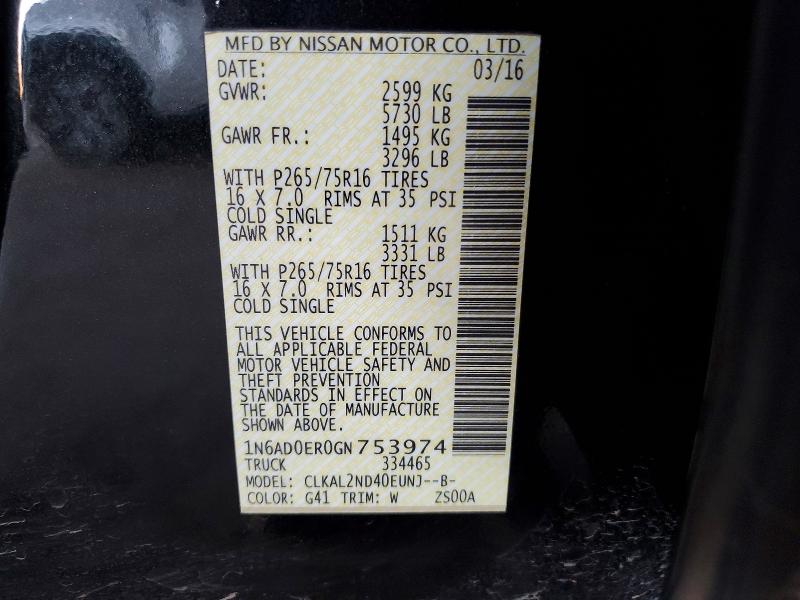 MFD BY NISSAN MOTOR CO., LTD.
DATE: 03/16
GVWR: 2599 KG
5730 LB
GAWR FR.: 1495 KG
3296 LB
WITH P265/75R16 TIRES
16 X 7.0 RIMS AT 35 PSI
COLD SINGLE
GAWR RR.: 1511 KG
3331 LB
WITH P265/75R16 TIRES
16 X 7.0 RIMS AT 35 PSI
COLD SINGLE
THIS VEHICLE CONFORMS TO
ALL APPLICABLE FEDERAL
MOTOR VEHICLE SAFETY AND
THEFT PREVENTION
STANDARDS IN EFFECT ON
THE DATE OF MANUFACTURE
SHOWN ABOVE.
1N6AD0ER0GN753974
TRUCK 334465
MODEL: CLKAL2ND40EUNJ--B-
COLOR: G41 TRIM: W ZS00A